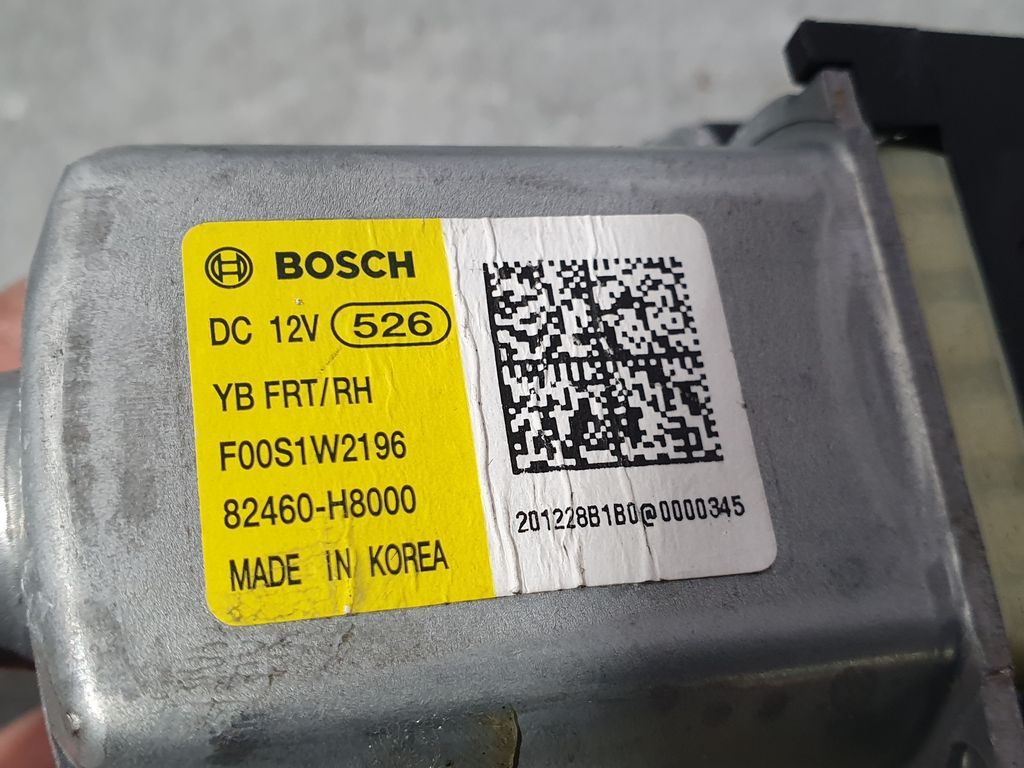 BOSCH
DC 12V 526
YB FRT/RH
F00S1W2196
82460-H8000
MADE IN KOREA
201228B1B0@0000345